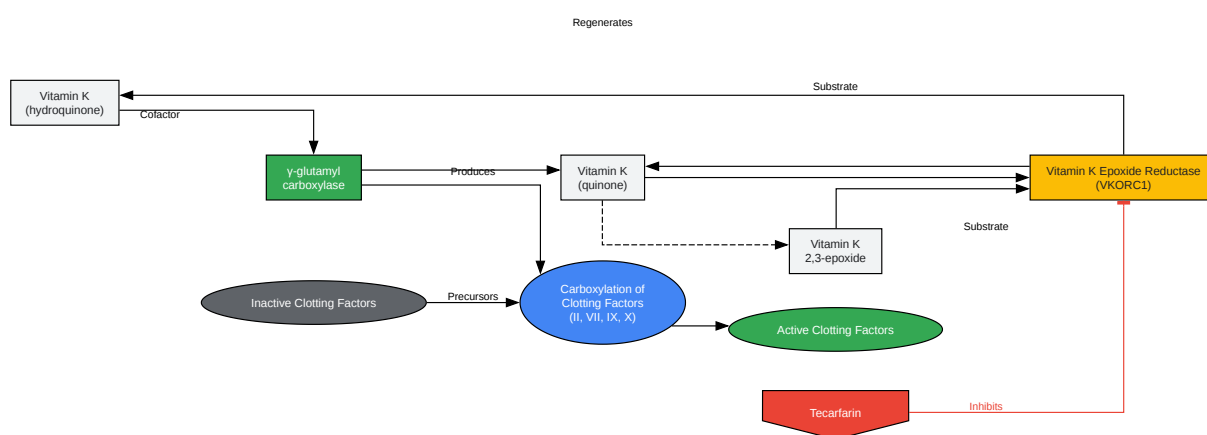 Regenerates
Substrate
Vitamin K
(hydroquinone)
Cofactor
γ-glutamyl
carboxylase
Produces
Vitamin K
(quinone)
Vitamin K Epoxide Reductase
(VKORC1)
Substrate
Vitamin K
2,3-epoxide
Inactive Clotting Factors
Precursors
Carboxylation of
Clotting Factors
(II, VII, IX, X)
Active Clotting Factors
Tecarfarin
Inhibits